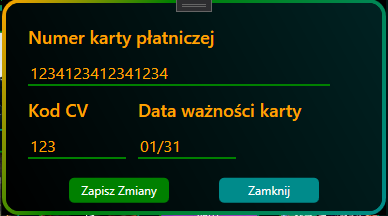 Numer karty płatniczej
1234123412341234
Kod CV Data ważności karty
123 01/31
Zapisz Zmiany Zamknij